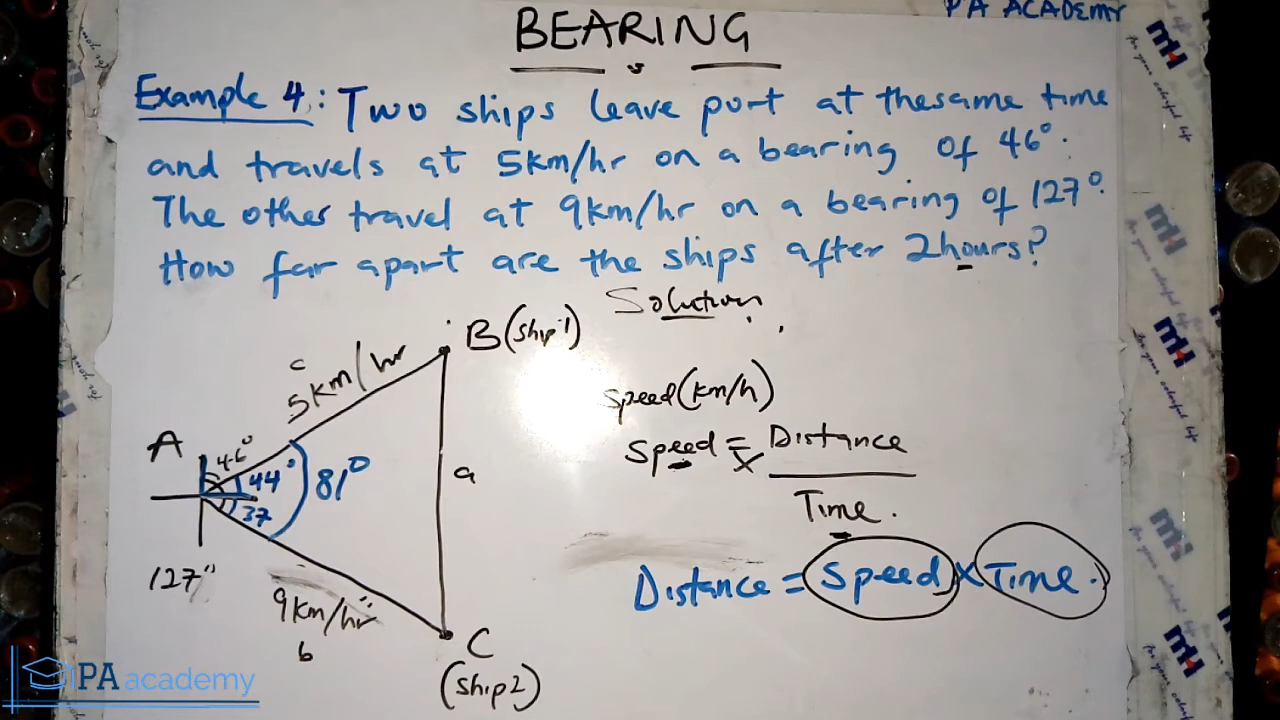 PA ACADEMY
BEARING
Example 4: Two ships leave port at thesame time
and travels at 5km/hr on a bearing of 46°.
The other travel at 9km/hr on a bearing of 127°.
How far apart are the ships after 2hours?
Solution
B (ship 1)
c
5km/hr
Speed (km/h)
Speed = Distance
Time.
A
46°
44°
81°
37
a
Distance = Speed × Time.
127°
9km/hr
b
C
(ship 2)
PA academy